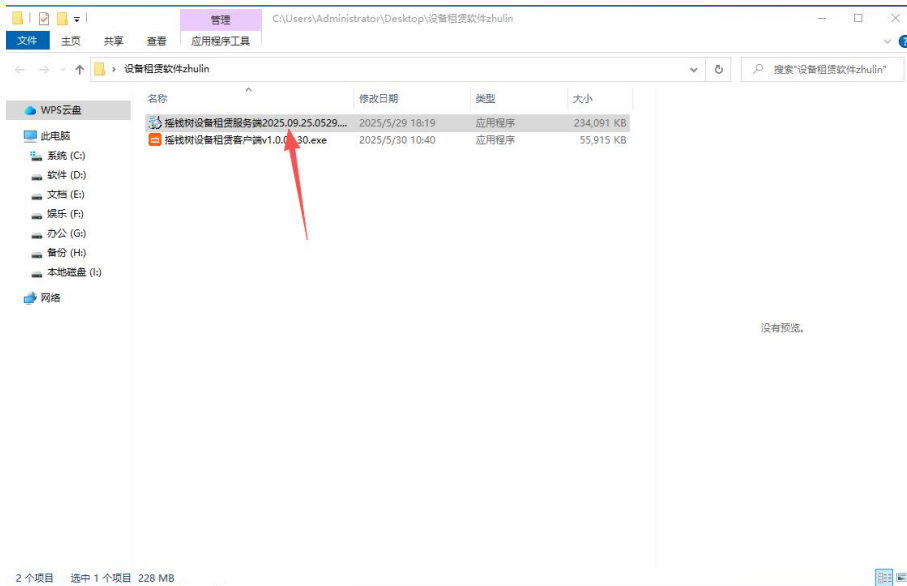 管理 C:\Users\Administrator\Desktop\设备租赁软件zhulin
文件 主页 共享 查看 应用程序工具
设备租赁软件zhulin 搜索"设备租赁软件zhulin"
名称 修改日期 类型 大小
摇钱树设备租赁服务端2025.09.25.0529.... 2025/5/29 18:19 应用程序 234,091 KB
摇钱树设备租赁客户端v1.0.0 30.exe 2025/5/30 10:40 应用程序 55,915 KB
WPS云盘
此电脑
系统 (C:)
软件 (D:)
文档 (E:)
娱乐 (F:)
办公 (G:)
备份 (H:)
本地磁盘 (I:)
网络
没有预览。
2 个项目 选中 1 个项目 228 MB